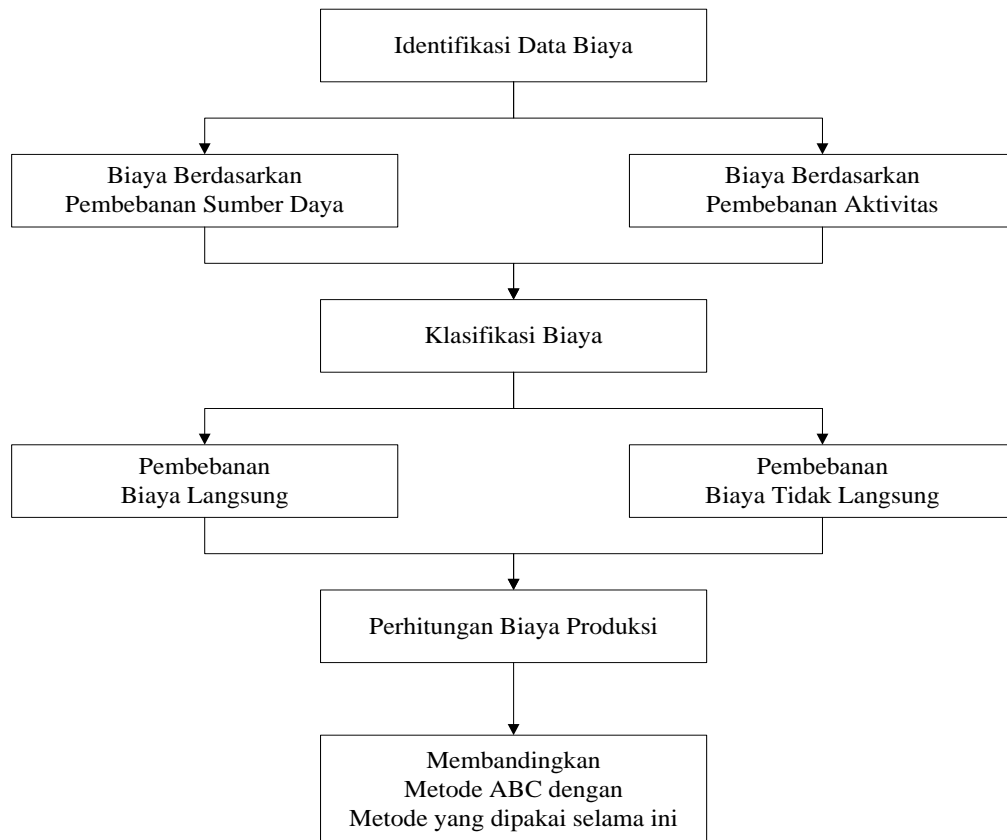 Identifikasi Data Biaya
Biaya Berdasarkan
Pembebanan Sumber Daya
Biaya Berdasarkan
Pembebanan Aktivitas
Klasifikasi Biaya
Pembebanan
Biaya Langsung
Pembebanan
Biaya Tidak Langsung
Perhitungan Biaya Produksi
Membandingkan
Metode ABC dengan
Metode yang dipakai selama ini